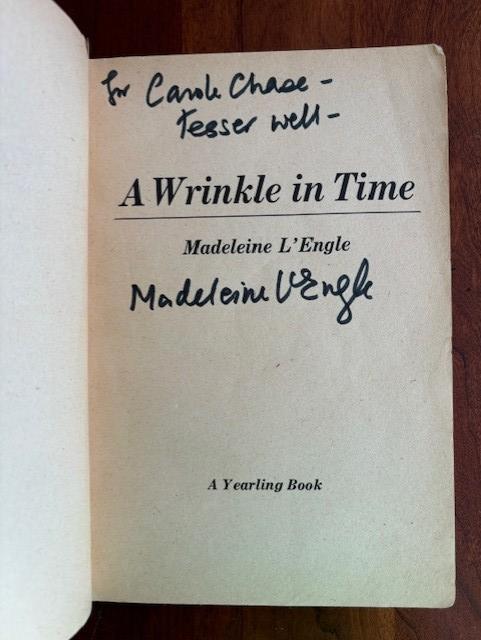 for Carole Chase -
Tesser well -
A Wrinkle in Time
Madeleine L'Engle
Madeleine L'Engle
A Yearling Book